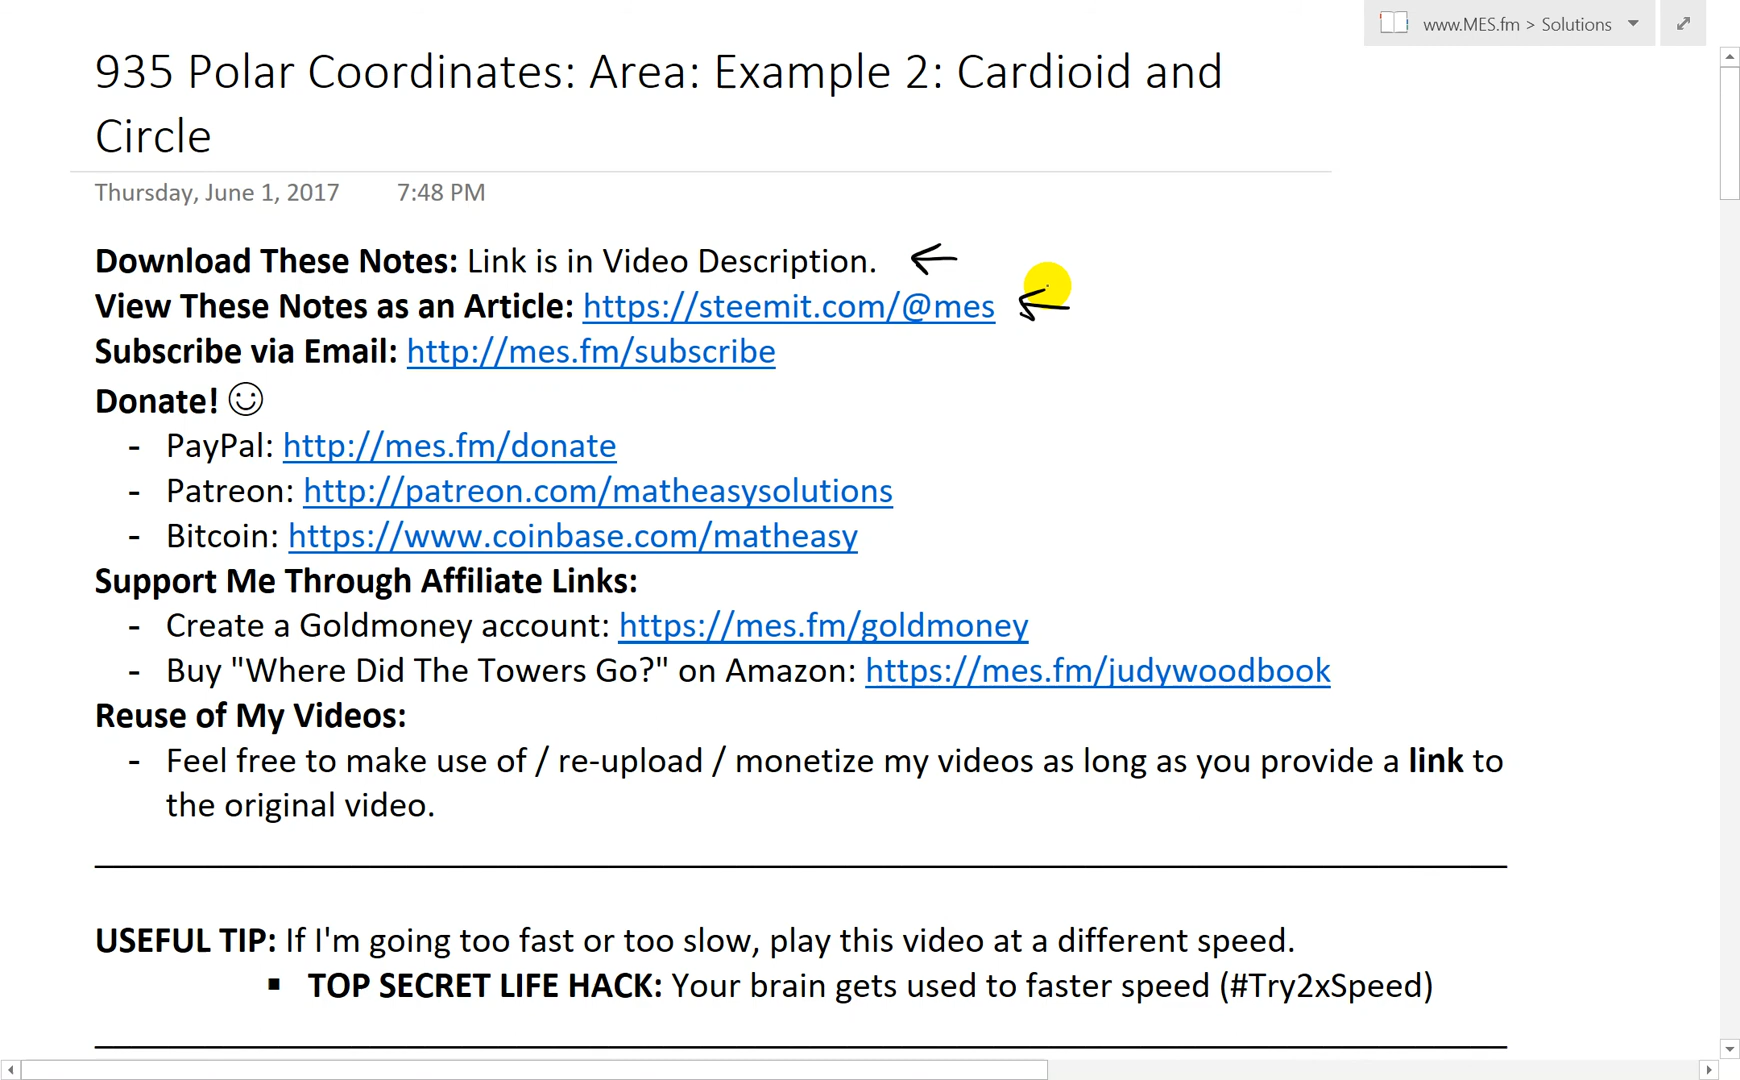 www.MES.fm > Solutions
935 Polar Coordinates: Area: Example 2: Cardioid and
Circle
Thursday, June 1, 2017 7:48 PM
Download These Notes: Link is in Video Description.
View These Notes as an Article: https://steemit.com/@mes
Subscribe via Email: http://mes.fm/subscribe
Donate! ☺
- PayPal: http://mes.fm/donate
- Patreon: http://patreon.com/matheasysolutions
- Bitcoin: https://www.coinbase.com/matheasy
Support Me Through Affiliate Links:
- Create a Goldmoney account: https://mes.fm/goldmoney
- Buy "Where Did The Towers Go?" on Amazon: https://mes.fm/judywoodbook
Reuse of My Videos:
- Feel free to make use of / re-upload / monetize my videos as long as you provide a link to
the original video.
USEFUL TIP: If I'm going too fast or too slow, play this video at a different speed.
▪ TOP SECRET LIFE HACK: Your brain gets used to faster speed (#Try2xSpeed)